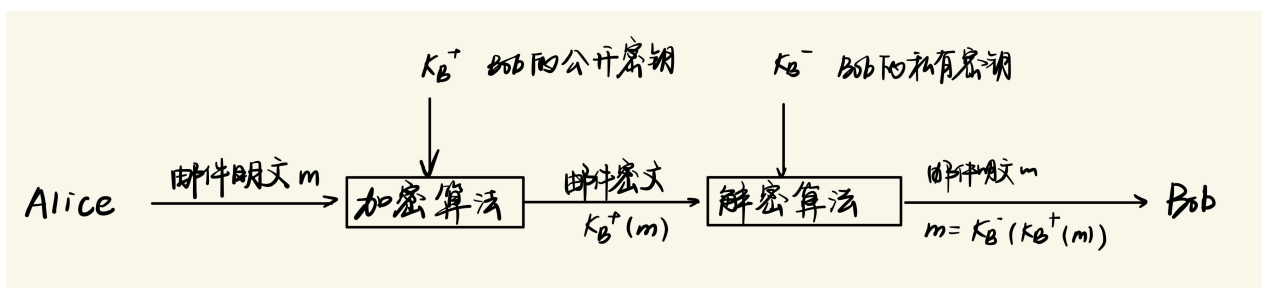 K_B^+ Bob的公开密钥
K_B^- Bob的私有密钥
Alice
邮件明文 m
加密算法
邮件密文
K_B^+(m)
解密算法
邮件明文 m
m = K_B^-(K_B^+(m))
Bob